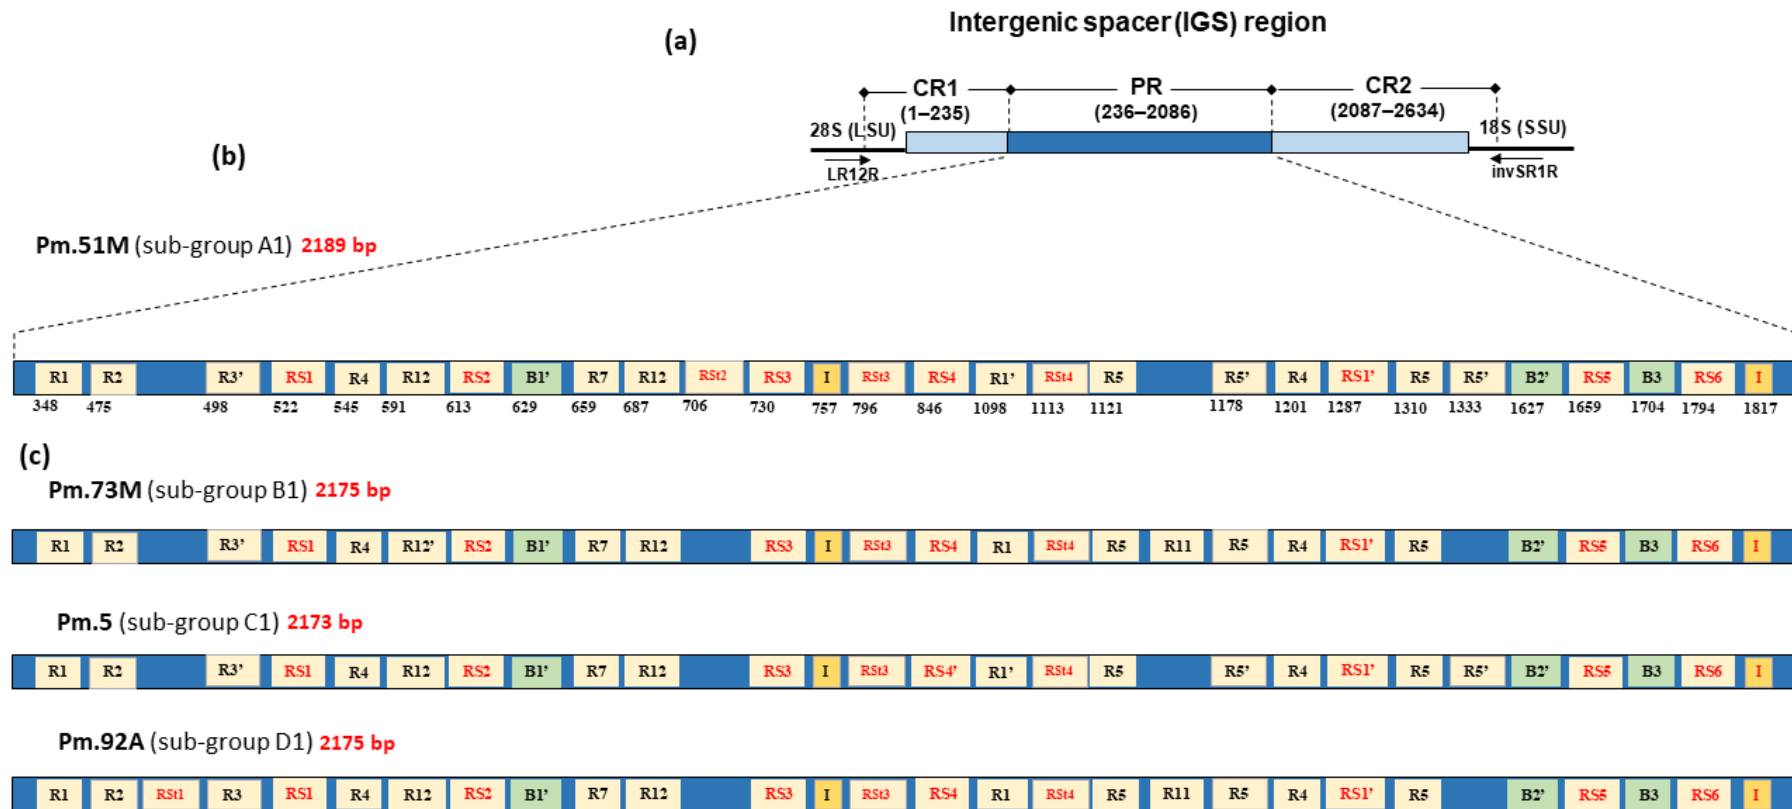 Intergenic spacer (IGS) region
(a)
CR1 PR CR2
(1–235) (236–2086) (2087–2634)
28S (LSU) 18S (SSU)
LR12R invSR1R
(b)
Pm.51M (sub-group A1) 2189 bp
R1 R2 R3’ RS1 R4 R12 RS2 B1’ R7 R12 RSt2 RS3 I RSt3 RS4 R1’ RSt4 R5 R5’ R4 RS1’ R5 R5’ B2’ RS5 B3 RS6 I
348 475 498 522 545 591 613 629 659 687 706 730 757 796 846 1098 1113 1121 1178 1201 1287 1310 1333 1627 1659 1704 1794 1817
(c)
Pm.73M (sub-group B1) 2175 bp
R1 R2 R3’ RS1 R4 R12’ RS2 B1’ R7 R12 RS3 I RSt3 RS4 R1 RSt4 R5 R11 R5 R4 RS1’ R5 B2’ RS5 B3 RS6 I
Pm.5 (sub-group C1) 2173 bp
R1 R2 R3’ RS1 R4 R12 RS2 B1’ R7 R12 RS3 I RSt3 RS4’ R1’ RSt4 R5 R5’ R4 RS1’ R5 R5’ B2’ RS5 B3 RS6 I
Pm.92A (sub-group D1) 2175 bp
R1 R2 RSt1 R3 RS1 R4 R12 RS2 B1’ R7 R12 RS3 I RSt3 RS4 R1 RSt4 R5 R11 R5 R4 RS1’ R5 B2’ RS5 B3 RS6 I